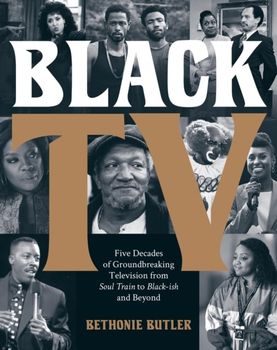 BLACK
TV
Five Decades
of Groundbreaking
Television from
Soul Train to Black-ish
and Beyond
BETHONIE BUTLER